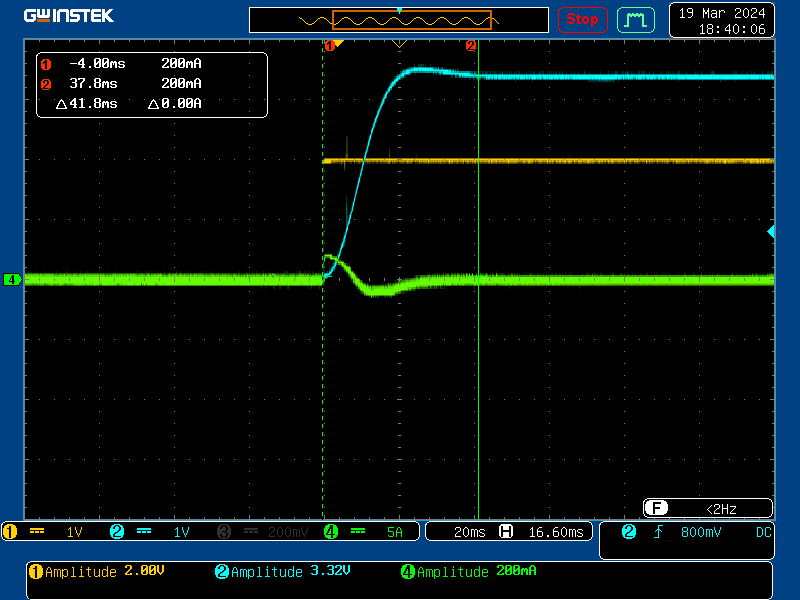 GWINSTEK
Stop
19 Mar 2024
18:40:06
1 -4.00ms 200mA
2 37.8ms 200mA
△41.8ms △0.00A
1 2
4
F <2Hz
1 1V 2 1V 3 200mV 4 5A 20ms H 16.60ms 2 800mV DC
1 Amplitude 2.00V 2 Amplitude 3.32V 4 Amplitude 200mA